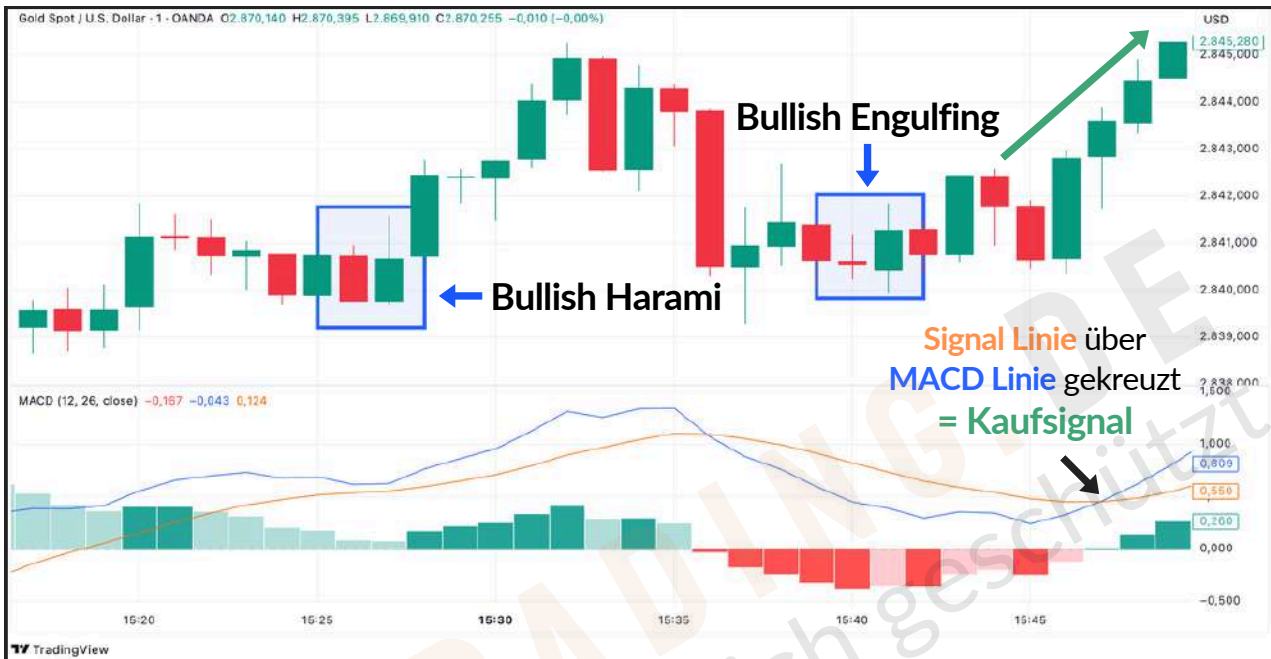 Gold Spot / U.S. Dollar · 1 · OANDA O2.870,140 H2.870,395 L2.869,910 C2.870,255 −0,010 (−0,00%)
USD
2.845,280
2.845,000
2.844,000
Bullish Engulfing
2.843,000
2.842,000
2.841,000
Bullish Harami
2.840,000
2.839,000
Signal Linie über
MACD Linie gekreuzt
= Kaufsignal
2.838,000
MACD (12, 26, close) −0,167 −0,043 0,124
1,500
1,000
0,809
0,550
0,260
0,000
−0,500
15:20 15:25 15:30 15:35 15:40 15:45
TradingView
RADING.DE
ich geschützt